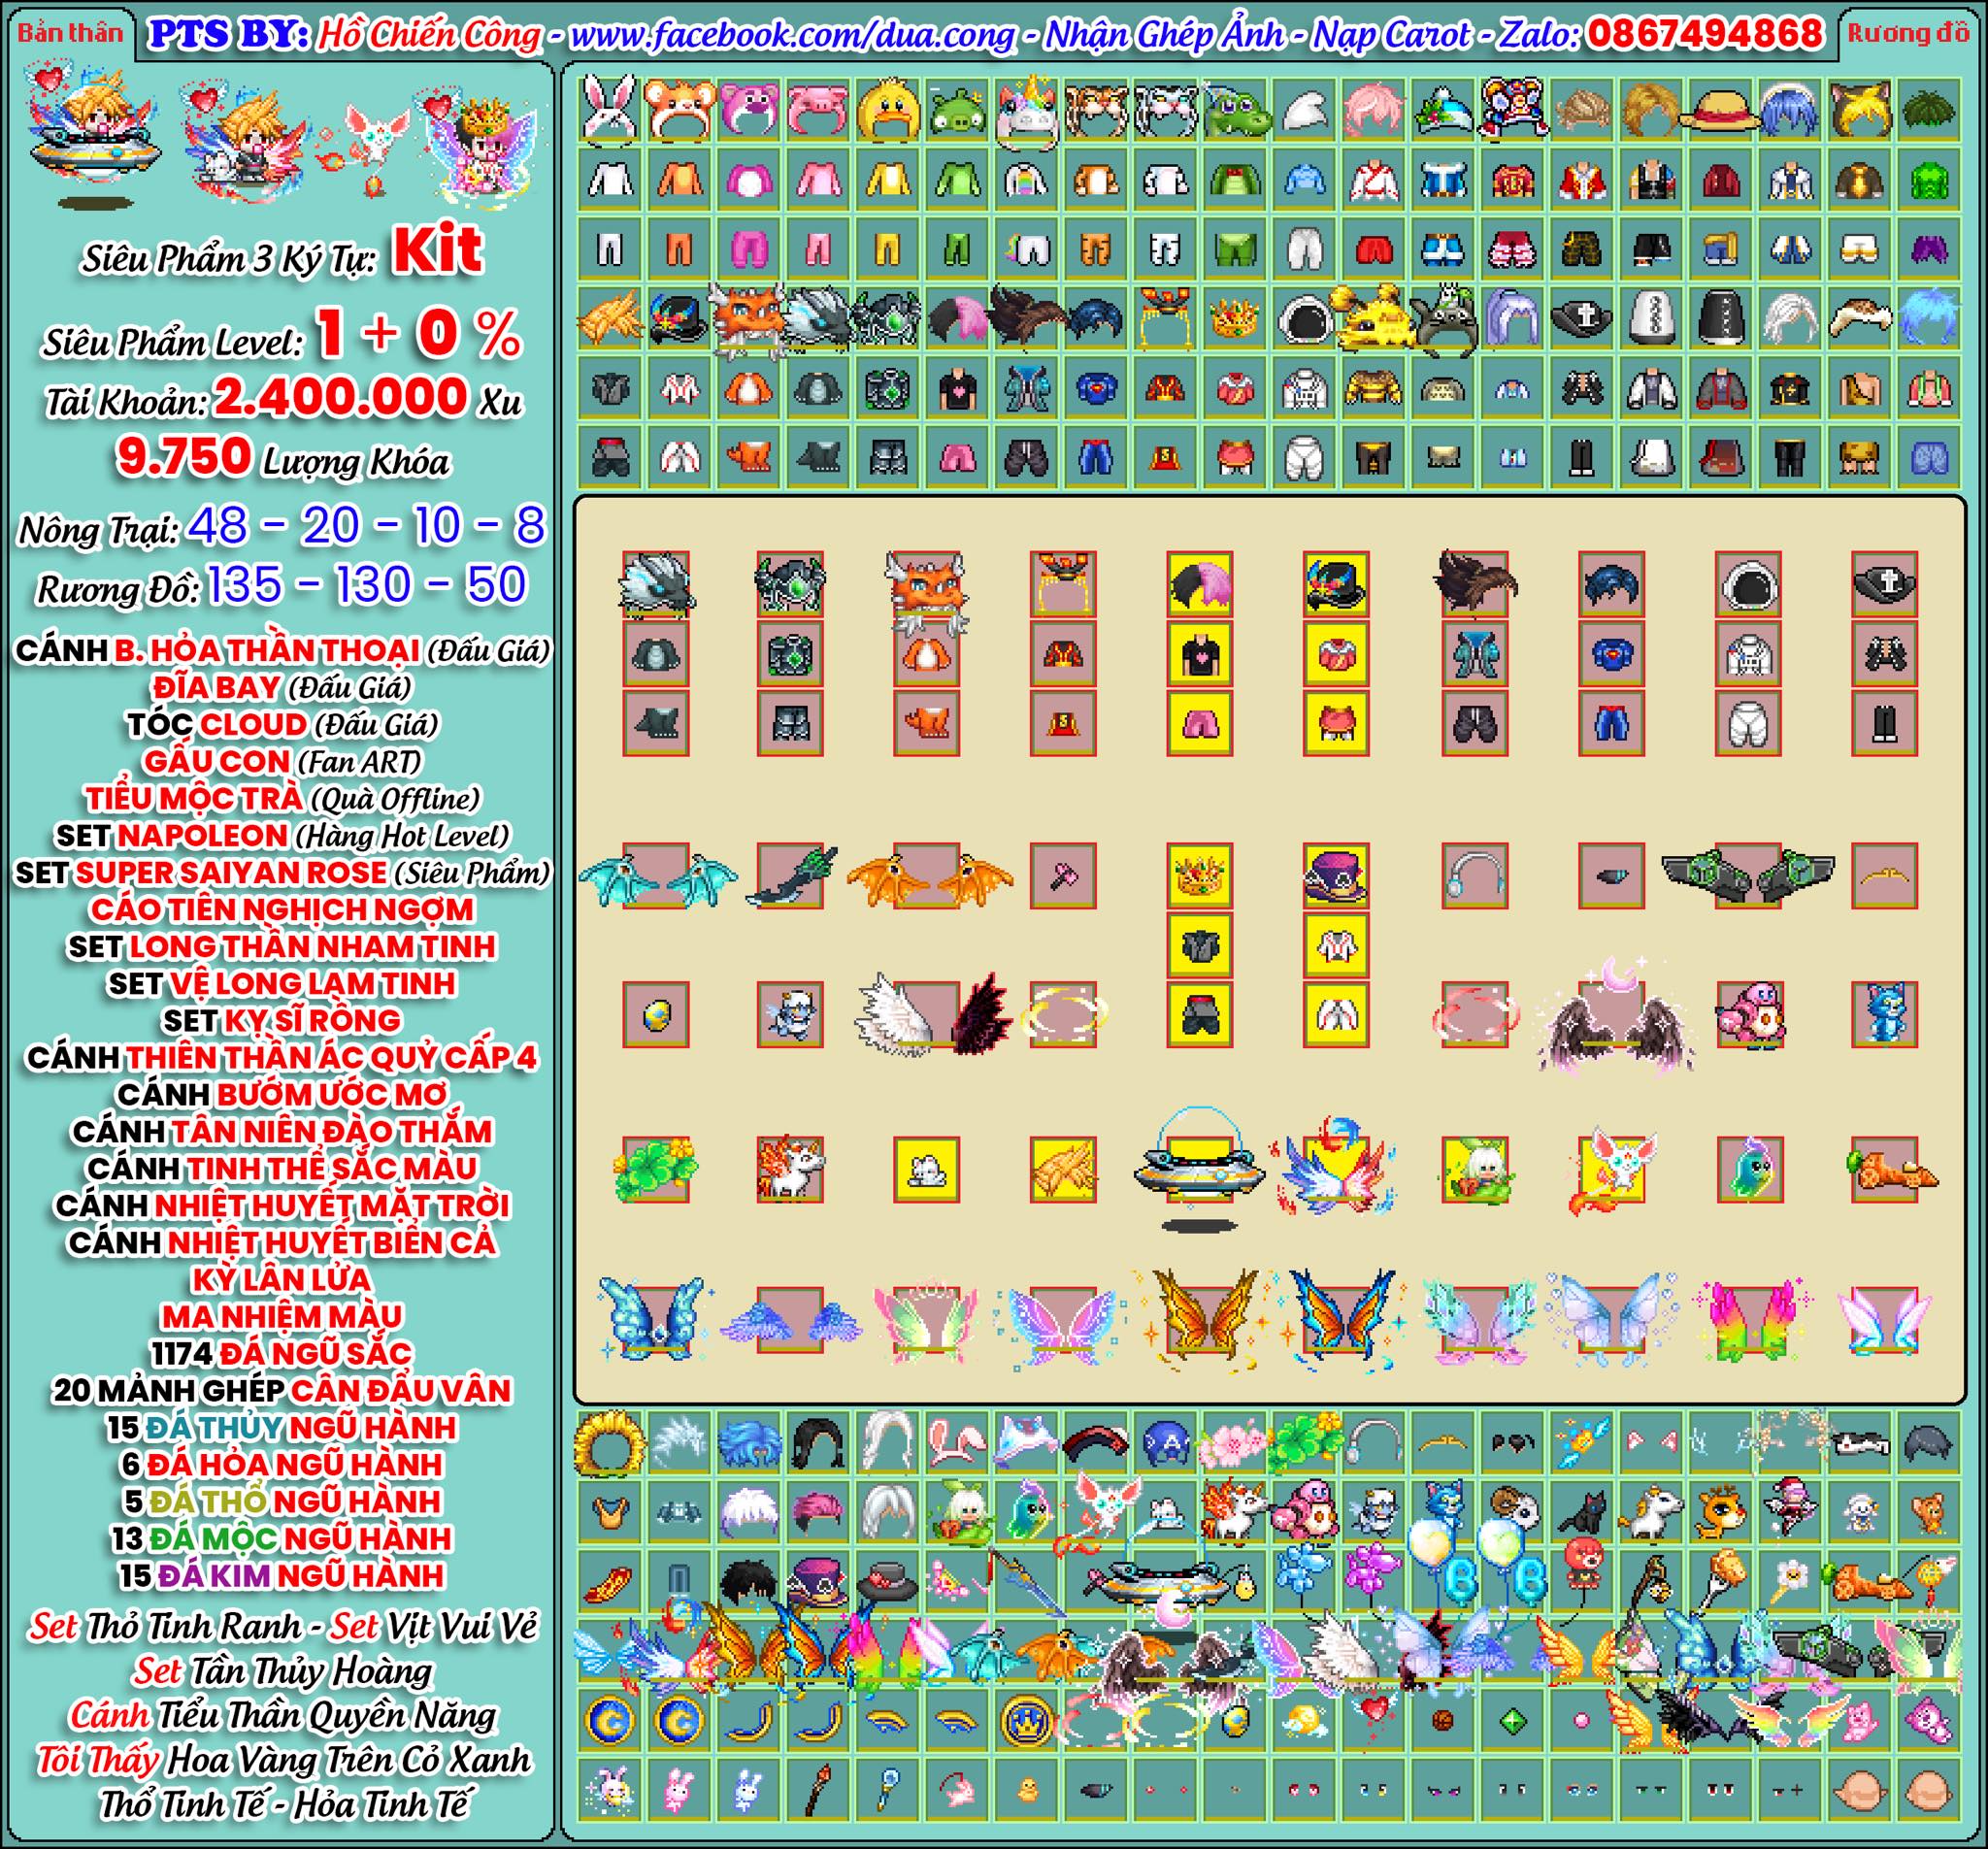 Bản thân
PTS BY: Hồ Chiến Công - www.facebook.com/dua.cong - Nhận Ghép Ảnh - Nạp Carot - Zalo: 0867494868
Rương đồ
Siêu Phẩm 3 Ký Tự: Kit
Siêu Phẩm Level: 1 + 0 %
Tài Khoản: 2.400.000 Xu
9.750 Lượng Khóa
Nông Trại: 48 - 20 - 10 - 8
Rương Đồ: 135 - 130 - 50
CÁNH B. HỎA THẦN THOẠI (Đấu Giá)
ĐĨA BAY (Đấu Giá)
TÓC CLOUD (Đấu Giá)
GẤU CON (Fan ART)
TIỂU MỘC TRÀ (Quà Offline)
SET NAPOLEON (Hàng Hot Level)
SET SUPER SAIYAN ROSE (Siêu Phẩm)
CÁO TIÊN NGHỊCH NGỢM
SET LONG THẦN NHAM TINH
SET VỆ LONG LAM TINH
SET KỴ SĨ RỒNG
CÁNH THIÊN THẦN ÁC QUỶ CẤP 4
CÁNH BƯỚM ƯỚC MƠ
CÁNH TÂN NIÊN ĐÀO THẮM
CÁNH TINH THỂ SẮC MÀU
CÁNH NHIỆT HUYẾT MẶT TRỜI
CÁNH NHIỆT HUYẾT BIỂN CẢ
KỲ LÂN LỬA
MA NHIỆM MÀU
1174 ĐÁ NGŨ SẮC
20 MẢNH GHÉP CÂN ĐẨU VÂN
15 ĐÁ THỦY NGŨ HÀNH
6 ĐÁ HỎA NGŨ HÀNH
5 ĐÁ THỔ NGŨ HÀNH
13 ĐÁ MỘC NGŨ HÀNH
15 ĐÁ KIM NGŨ HÀNH
Set Thỏ Tinh Ranh - Set Vịt Vui Vẻ
Set Tần Thủy Hoàng
Cánh Tiểu Thần Quyền Năng
Tôi Thấy Hoa Vàng Trên Cỏ Xanh
Thổ Tinh Tế - Hỏa Tinh Tế